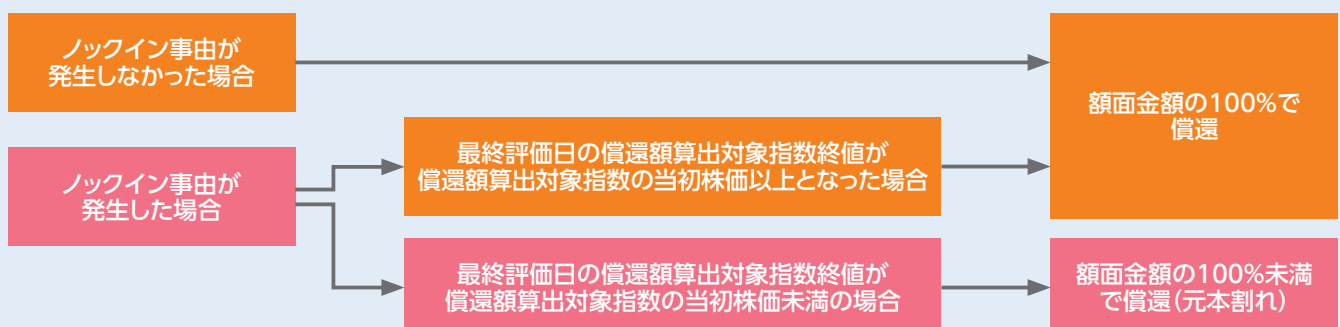 ノックイン事由が
発生しなかった場合
額面金額の100%で
償還
最終評価日の償還額算出対象指数終値が
償還額算出対象指数の当初株価以上となった場合
ノックイン事由が
発生した場合
最終評価日の償還額算出対象指数終値が
償還額算出対象指数の当初株価未満の場合
額面金額の100%未満
で償還(元本割れ)